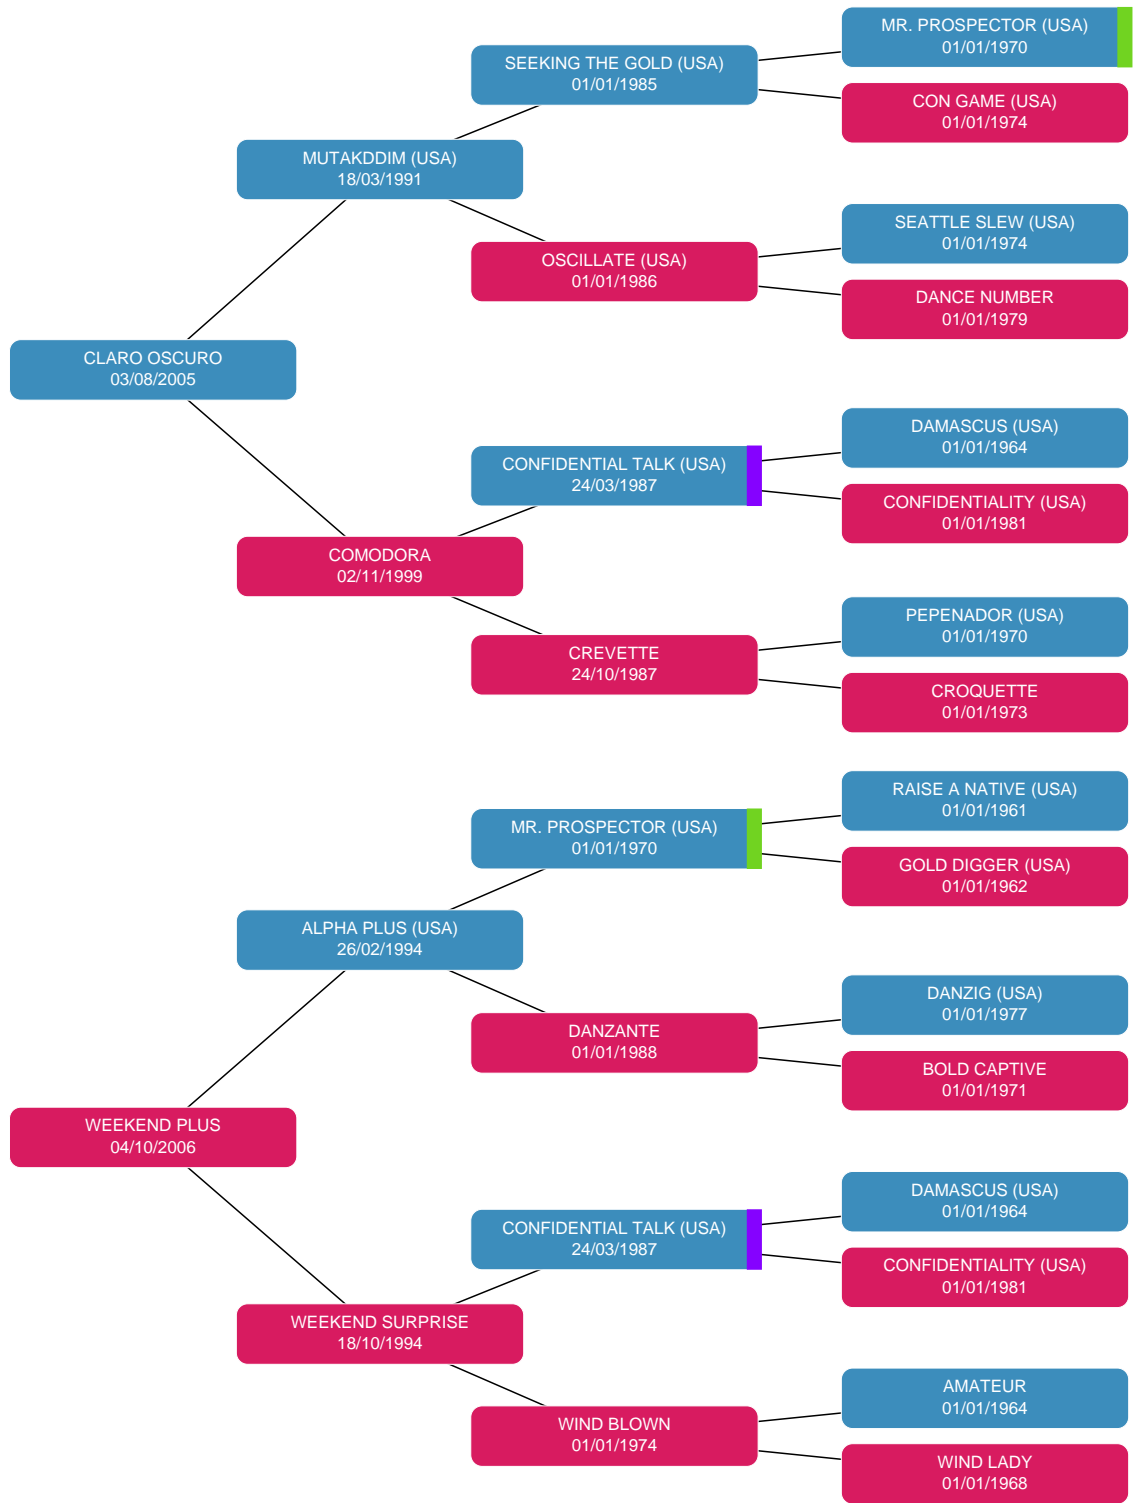 MR. PROSPECTOR (USA)
01/01/1970
SEEKING THE GOLD (USA)
01/01/1985
CON GAME (USA)
01/01/1974
MUTAKDDIM (USA)
18/03/1991
SEATTLE SLEW (USA)
01/01/1974
OSCILLATE (USA)
01/01/1986
DANCE NUMBER
01/01/1979
CLARO OSCURO
03/08/2005
DAMASCUS (USA)
01/01/1964
CONFIDENTIAL TALK (USA)
24/03/1987
CONFIDENTIALITY (USA)
01/01/1981
COMODORA
02/11/1999
PEPENADOR (USA)
01/01/1970
CREVETTE
24/10/1987
CROQUETTE
01/01/1973
RAISE A NATIVE (USA)
01/01/1961
MR. PROSPECTOR (USA)
01/01/1970
GOLD DIGGER (USA)
01/01/1962
ALPHA PLUS (USA)
26/02/1994
DANZIG (USA)
01/01/1977
DANZANTE
01/01/1988
BOLD CAPTIVE
01/01/1971
WEEKEND PLUS
04/10/2006
DAMASCUS (USA)
01/01/1964
CONFIDENTIAL TALK (USA)
24/03/1987
CONFIDENTIALITY (USA)
01/01/1981
WEEKEND SURPRISE
18/10/1994
AMATEUR
01/01/1964
WIND BLOWN
01/01/1974
WIND LADY
01/01/1968